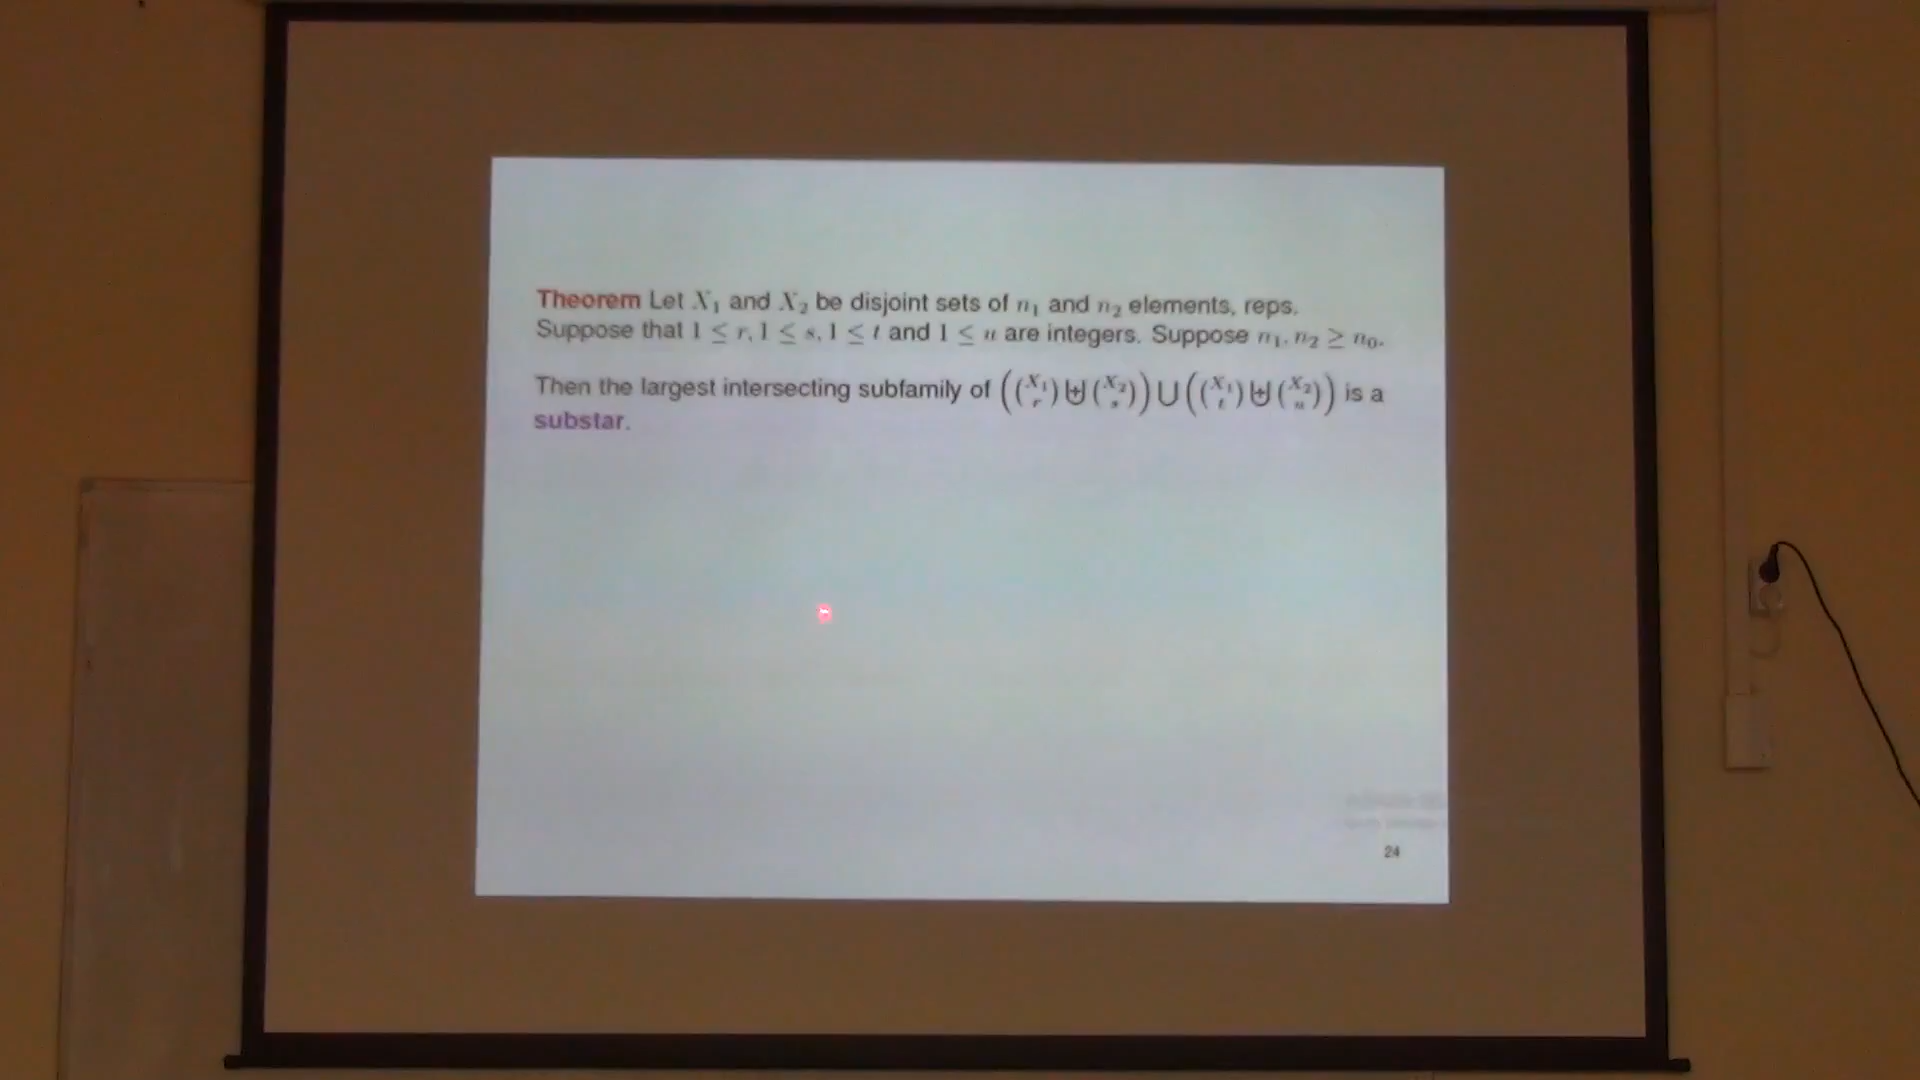 Theorem Let X₁ and X₂ be disjoint sets of n₁ and n₂ elements, reps.
Suppose that 1 ≤ r, 1 ≤ s, 1 ≤ t and 1 ≤ u are integers. Suppose n₁, n₂ ≥ n₀.
Then the largest intersecting subfamily of ((X₁ r) ⊎ (X₂ s)) ⋃ ((X₁ t) ⊎ (X₂ u)) is a
substar.
24